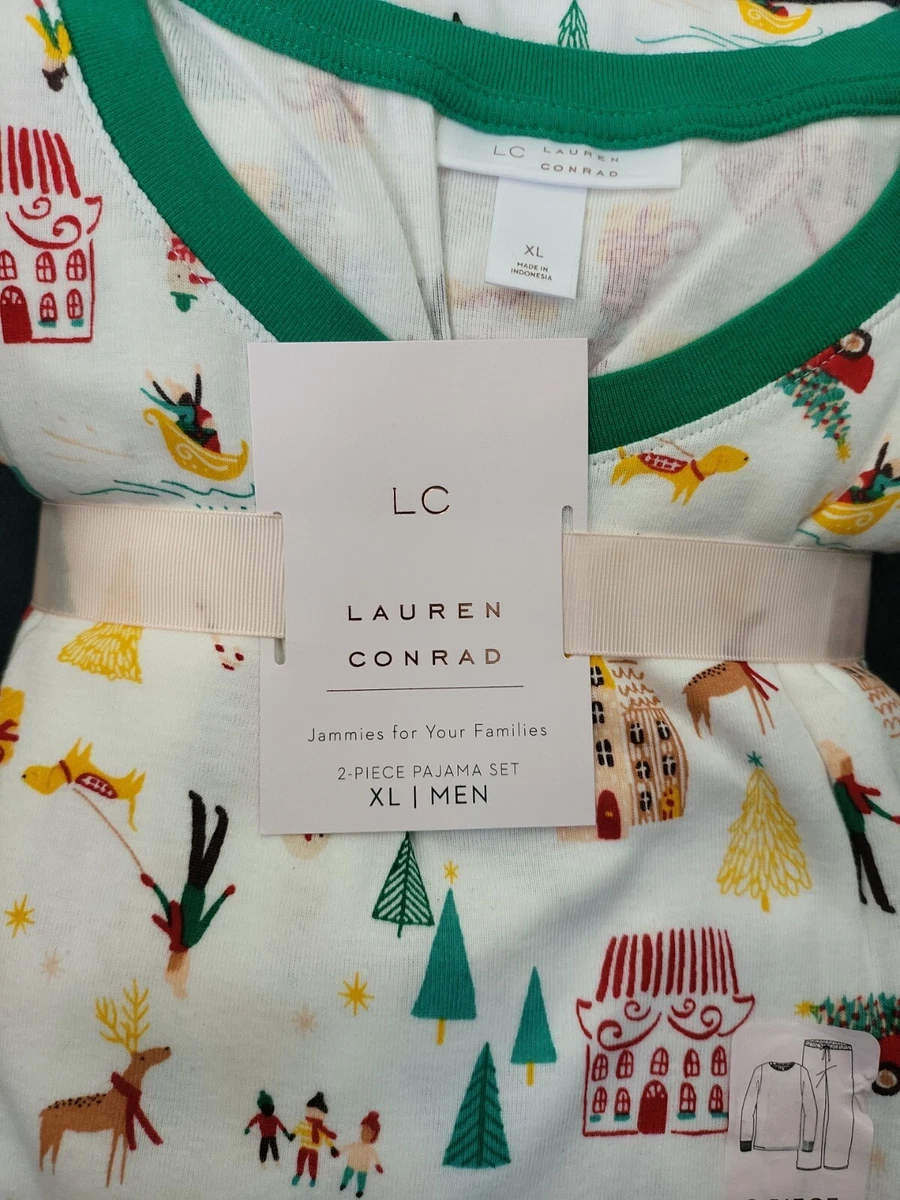 LC LAUREN
CONRAD
XL
MADE IN
INDONESIA
LC
LAUREN
CONRAD
Jammies for Your Families
2-PIECE PAJAMA SET
XL | MEN